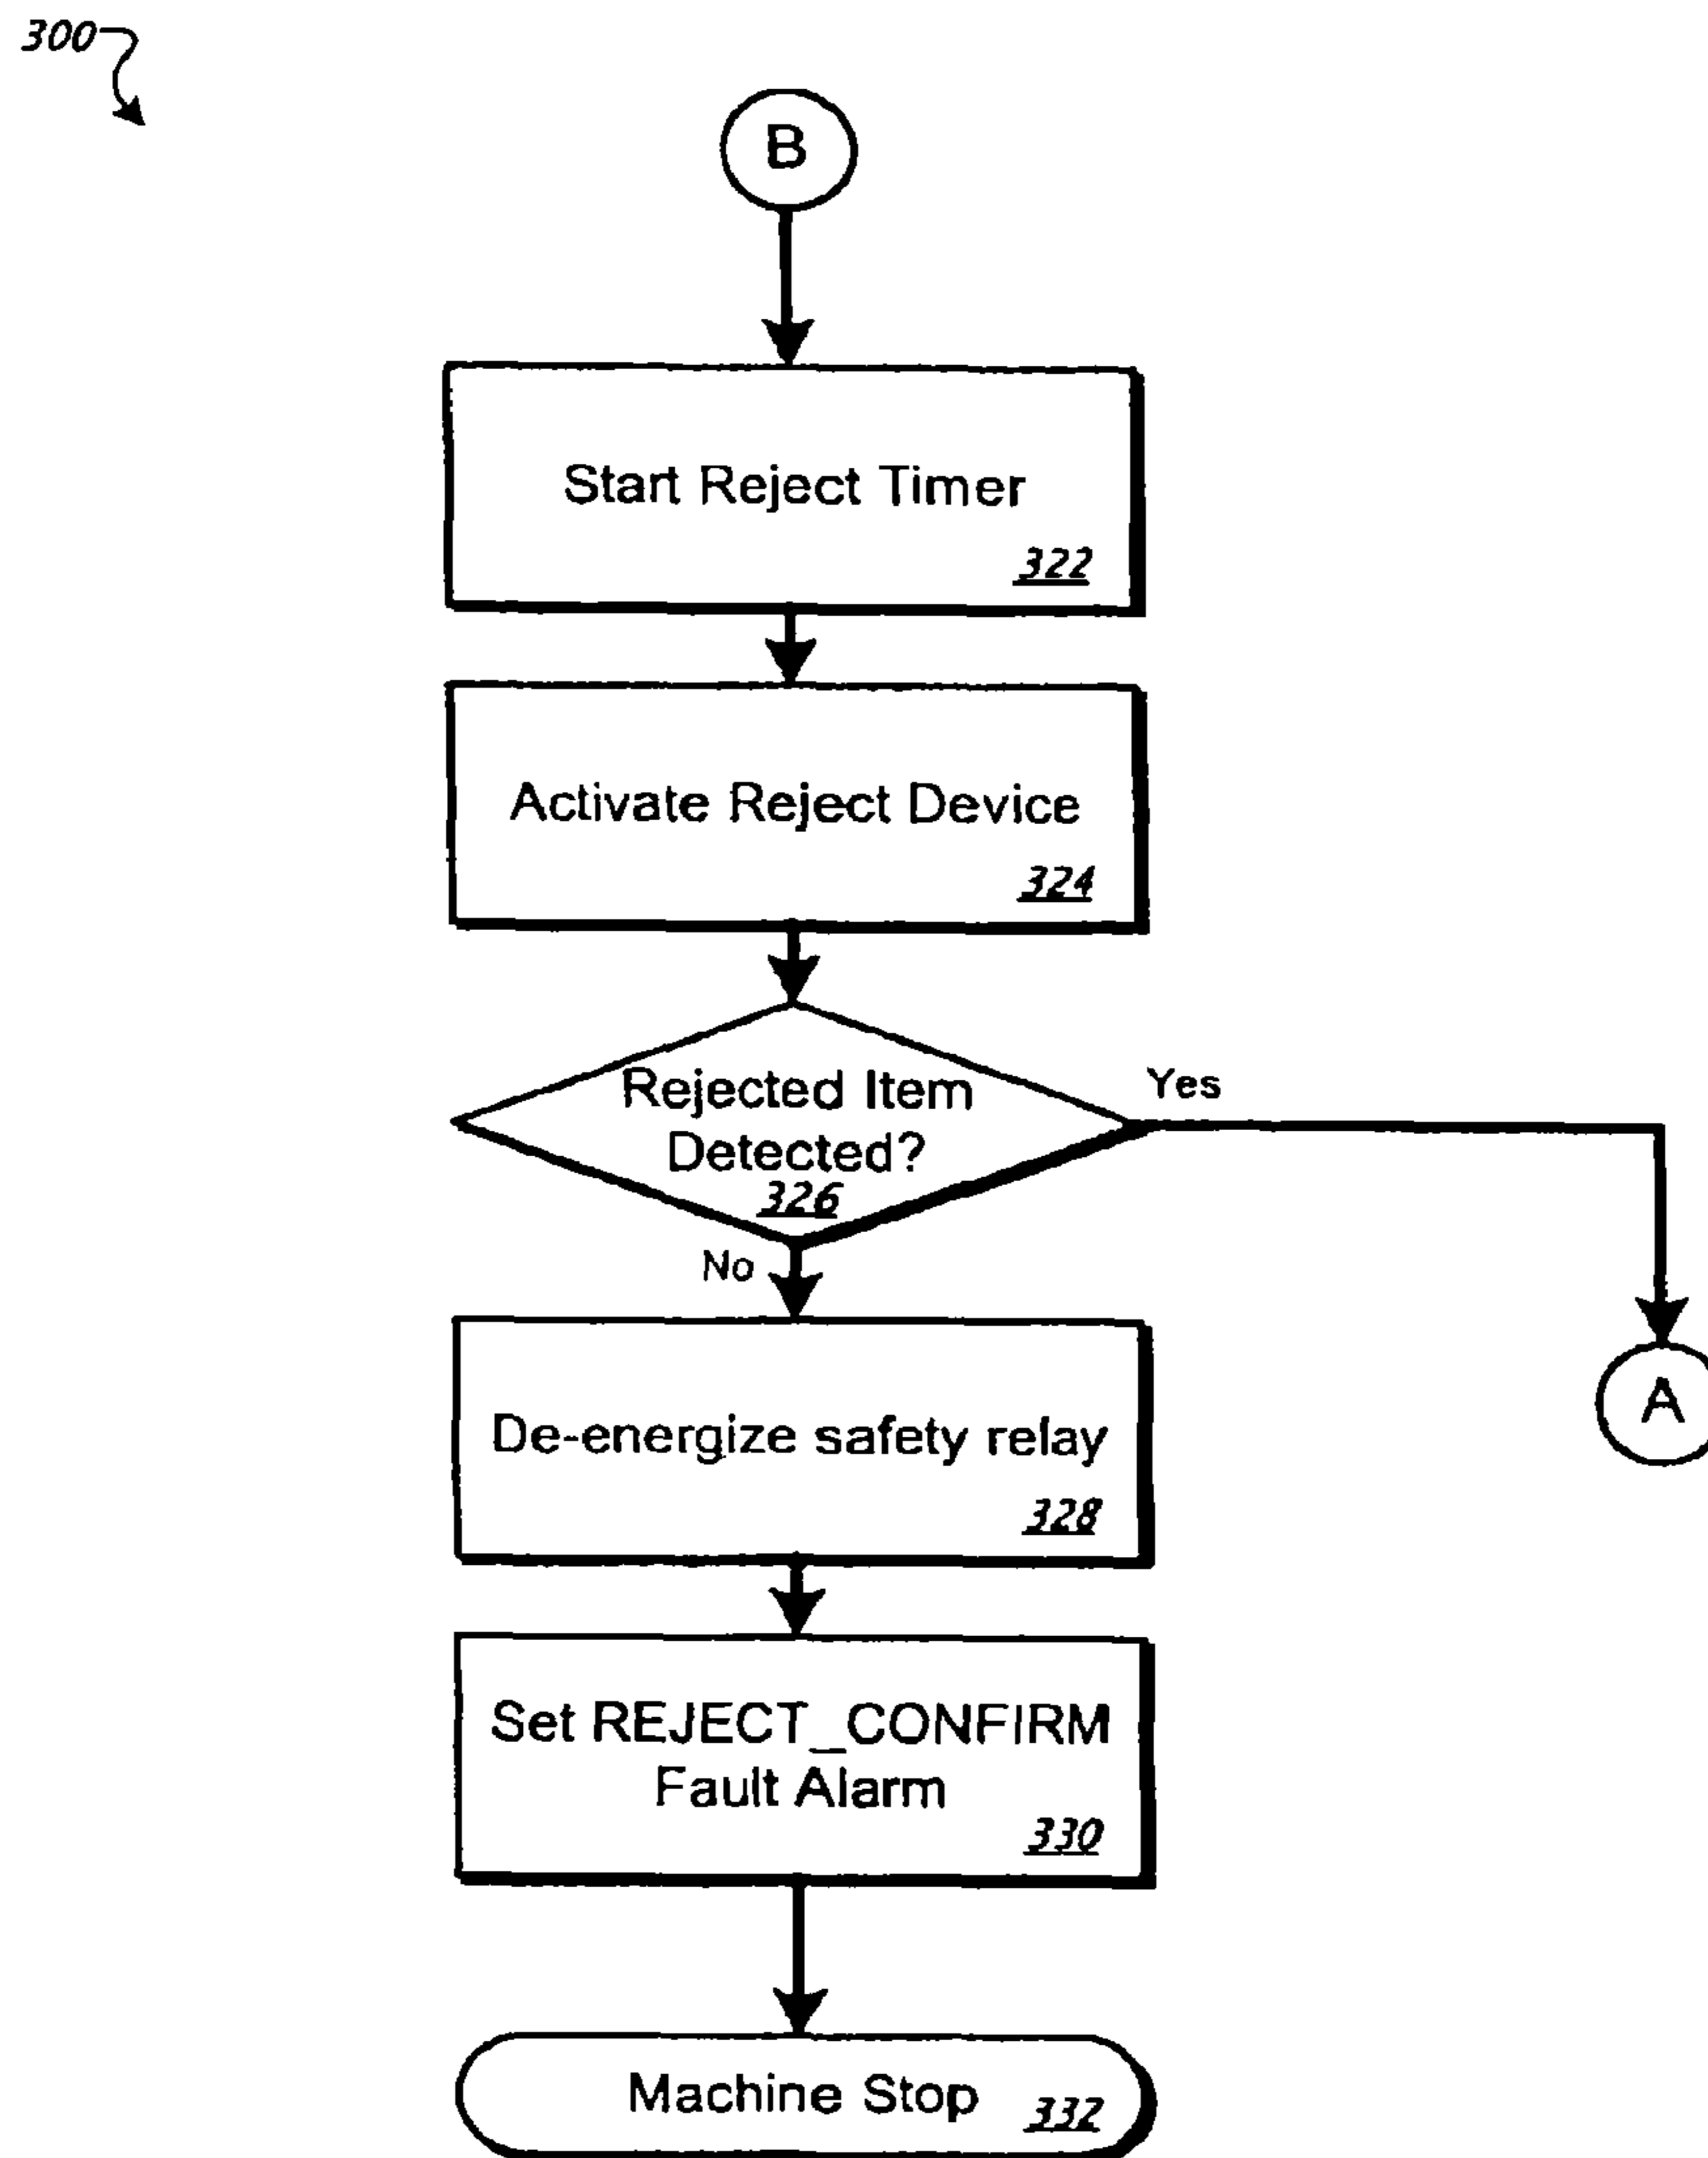 300
B
Start Reject Timer
322
Activate Reject Device
324
Rejected Item
Detected?
326
Yes
No
De-energize safety relay
328
A
Set REJECT_CONFIRM
Fault Alarm
330
Machine Stop 332